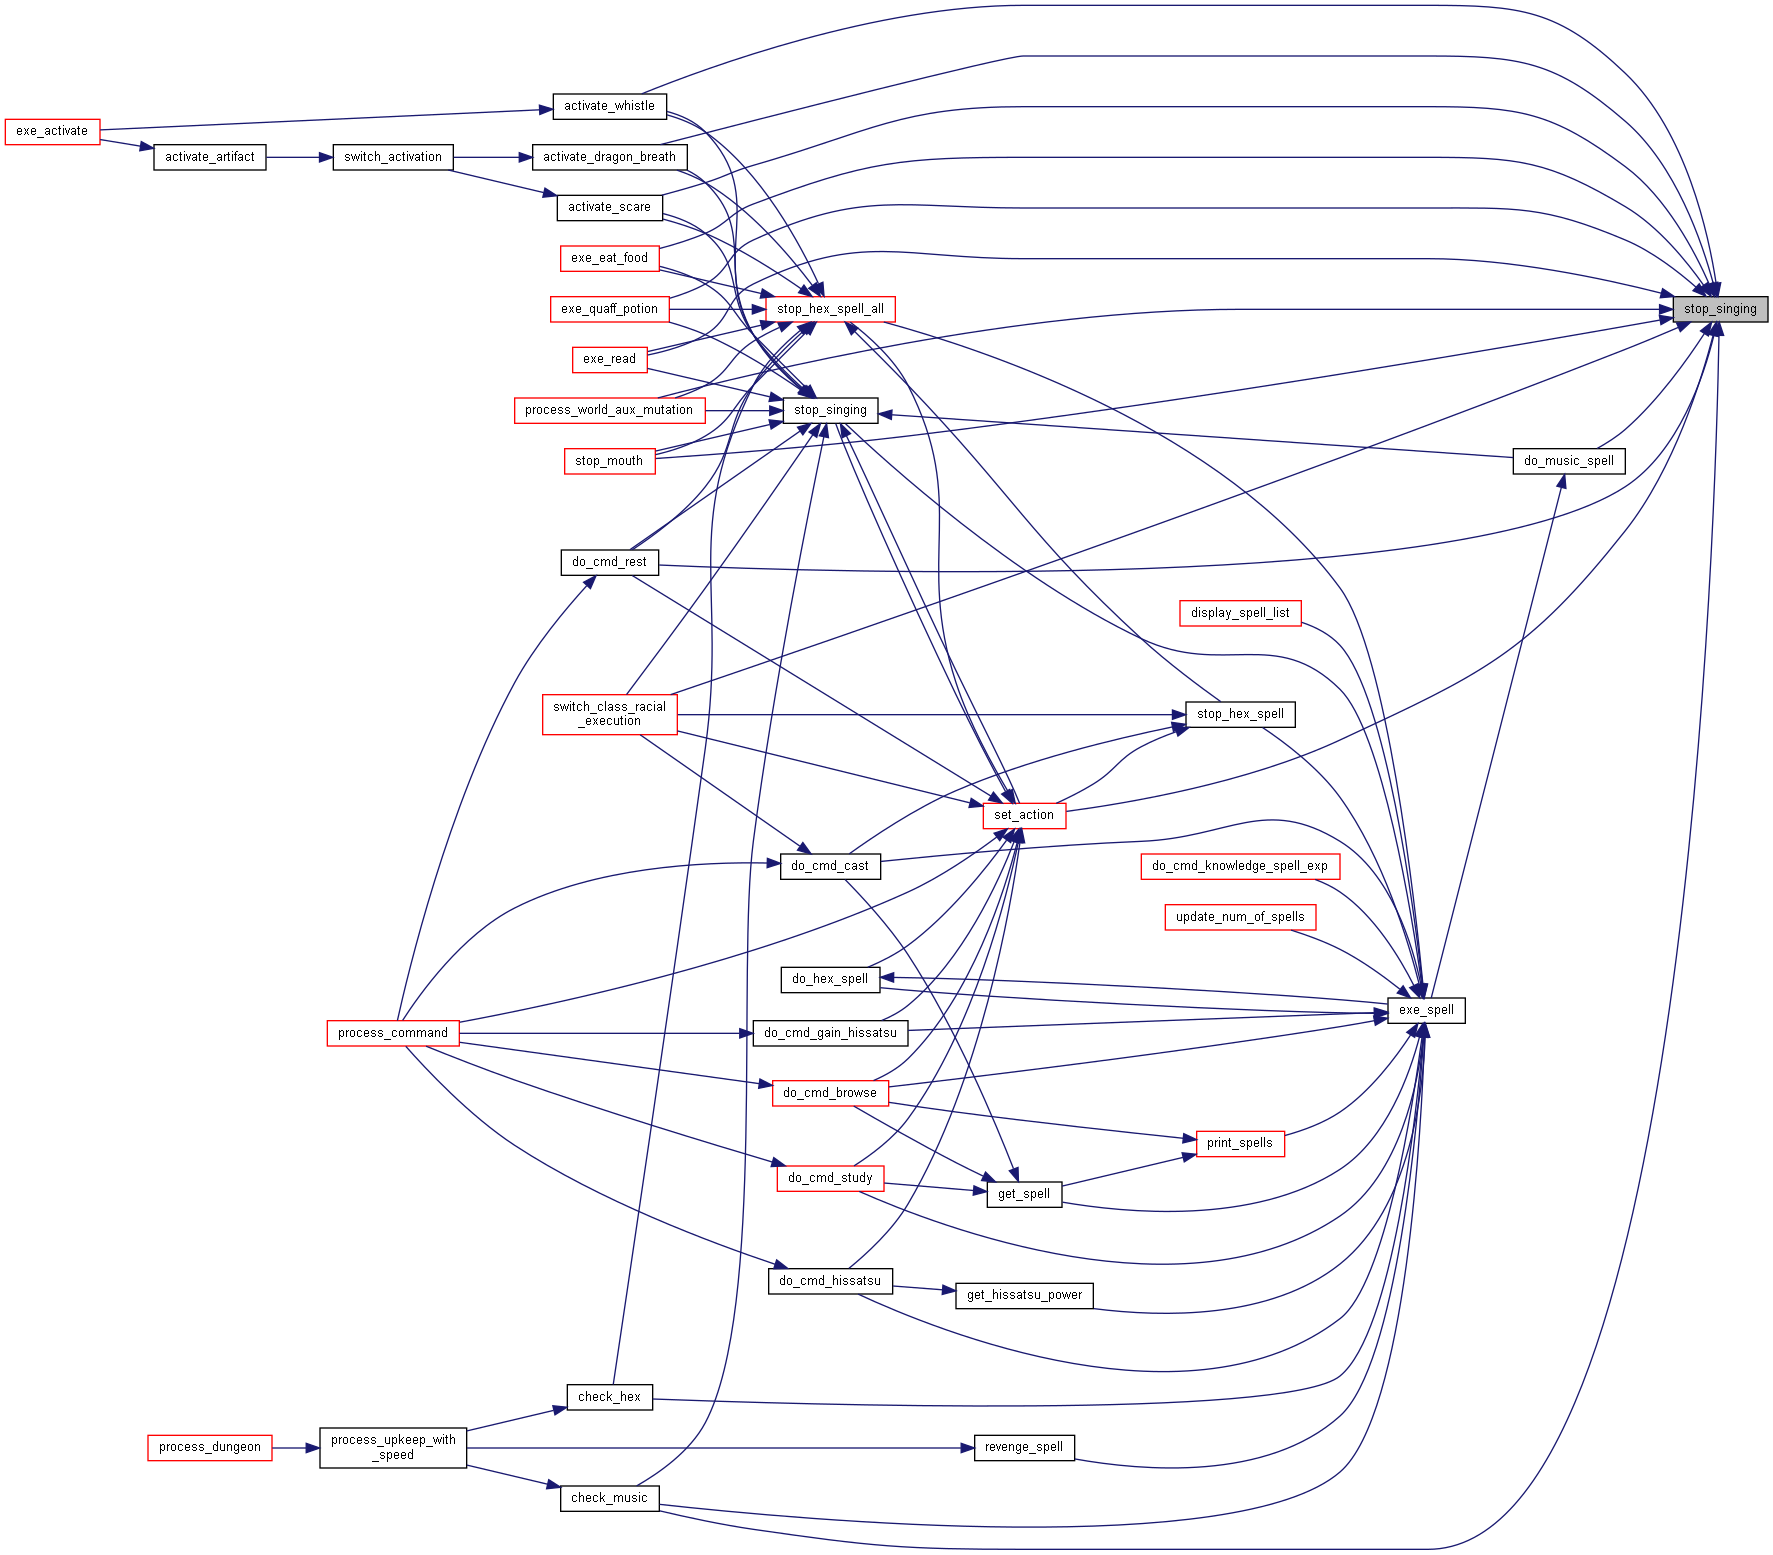 activate_whistle
exe_activate
activate_artifact
switch_activation
activate_dragon_breath
activate_scare
exe_eat_food
exe_quaff_potion
stop_hex_spell_all
stop_singing
exe_read
process_world_aux_mutation
stop_singing
stop_mouth
do_music_spell
do_cmd_rest
display_spell_list
switch_class_racial
_execution
stop_hex_spell
set_action
do_cmd_cast
do_cmd_knowledge_spell_exp
update_num_of_spells
do_hex_spell
exe_spell
process_command
do_cmd_gain_hissatsu
do_cmd_browse
print_spells
do_cmd_study
get_spell
do_cmd_hissatsu
get_hissatsu_power
check_hex
process_dungeon
process_upkeep_with
_speed
revenge_spell
check_music